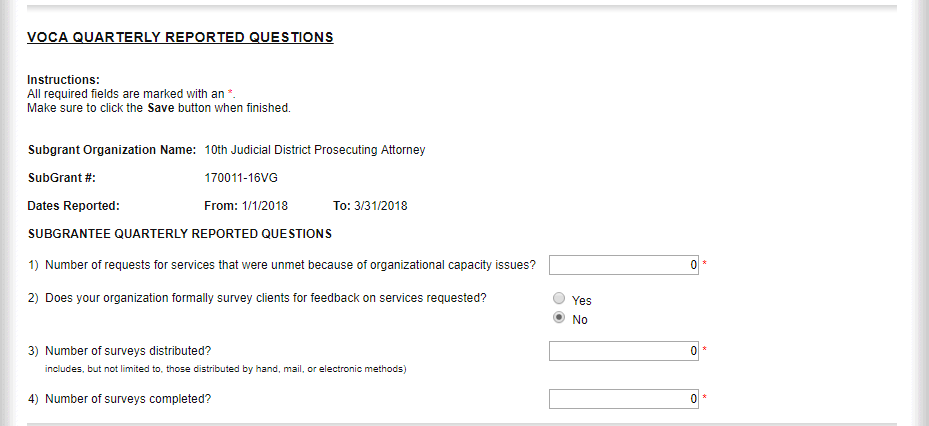 VOCA QUARTERLY REPORTED QUESTIONS
Instructions:
All required fields are marked with an *.
Make sure to click the Save button when finished.
Subgrant Organization Name: 10th Judicial District Prosecuting Attorney
SubGrant #: 170011-16VG
Dates Reported: From: 1/1/2018 To: 3/31/2018
SUBGRANTEE QUARTERLY REPORTED QUESTIONS
1) Number of requests for services that were unmet because of organizational capacity issues? 0 *
2) Does your organization formally survey clients for feedback on services requested? Yes
No
3) Number of surveys distributed? 0 *
includes, but not limited to, those distributed by hand, mail, or electronic methods)
4) Number of surveys completed? 0 *